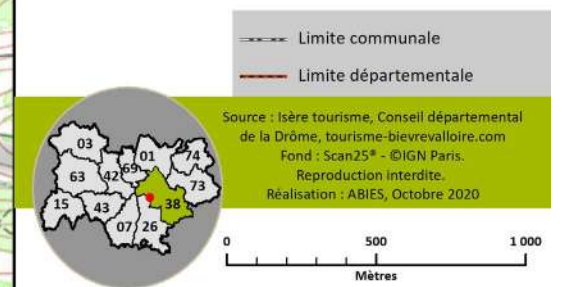 Limite communale
Limite départementale
Source : Isère tourisme, Conseil départemental
de la Drôme, tourisme-bievrevalloire.com
Fond : Scan25® - ©IGN Paris.
Reproduction interdite.
Réalisation : ABIES, Octobre 2020
03
01
74
63
42
69
73
15
43
38
07
26
0
500
1 000
Mètres